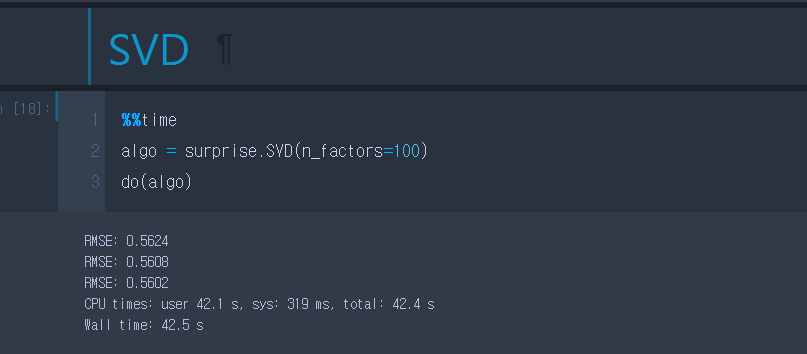 SVD ¶
n [18]:
1 %%time
2 algo = surprise.SVD(n_factors=100)
3 do(algo)
RMSE: 0.5624
RMSE: 0.5608
RMSE: 0.5602
CPU times: user 42.1 s, sys: 319 ms, total: 42.4 s
Wall time: 42.5 s